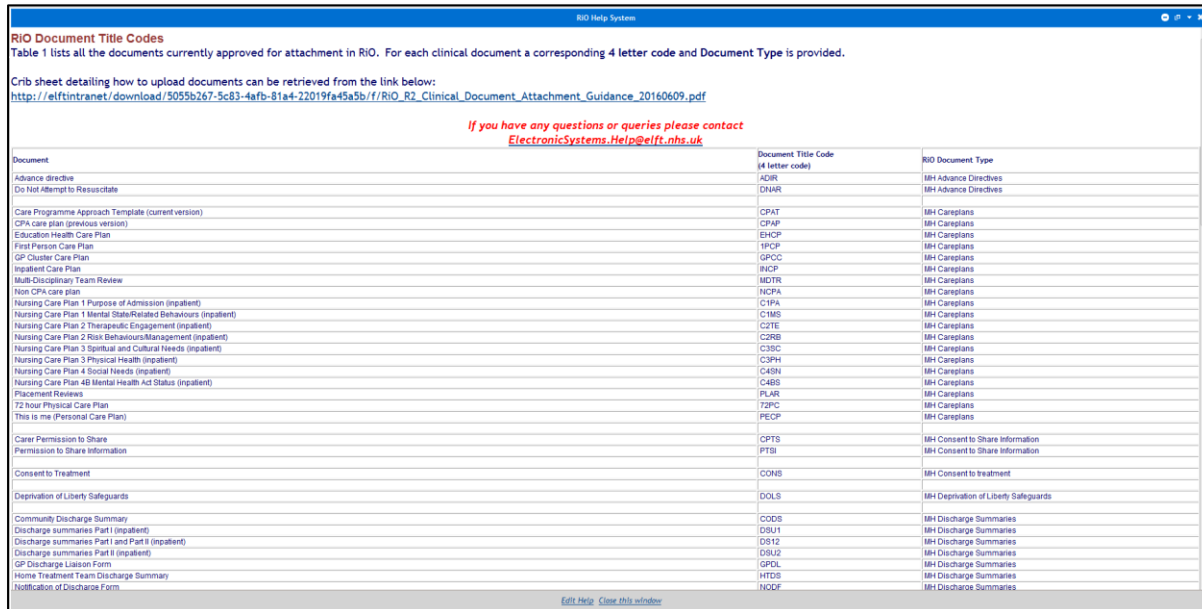 RiO Help System
RiO Document Title Codes
Table 1 lists all the documents currently approved for attachment in RiO. For each clinical document a corresponding 4 letter code and Document Type is provided.
Crib sheet detailing how to upload documents can be retrieved from the link below:
http://elftintranet/download/5055b267-5c83-4afb-81a4-22019fa45a5b/f/RiO_R2_Clinical_Document_Attachment_Guidance_20160609.pdf
If you have any questions or queries please contact
ElectronicSystems.Help@elft.nhs.uk
Document Document Title Code (4 letter code) RiO Document Type
Advance directive ADIR MH Advance Directives
Do Not Attempt to Resuscitate DNAR MH Advance Directives
Care Programme Approach Template (current version) CPAT MH Careplans
CPA care plan (previous version) CPAP MH Careplans
Education Health Care Plan EHCP MH Careplans
First Person Care Plan 1PCP MH Careplans
GP Cluster Care Plan GPCC MH Careplans
Inpatient Care Plan INCP MH Careplans
Multi-Disciplinary Team Review MDTR MH Careplans
Non CPA care plan NCPA MH Careplans
Nursing Care Plan 1 Purpose of Admission (inpatient) C1PA MH Careplans
Nursing Care Plan 1 Mental State/Related Behaviours (inpatient) C1MS MH Careplans
Nursing Care Plan 2 Therapeutic Engagement (inpatient) C2TE MH Careplans
Nursing Care Plan 2 Risk Behaviours/Management (inpatient) C2RB MH Careplans
Nursing Care Plan 3 Spiritual and Cultural Needs (inpatient) C3SC MH Careplans
Nursing Care Plan 3 Physical Health (inpatient) C3PH MH Careplans
Nursing Care Plan 4 Social Needs (inpatient) C4SN MH Careplans
Nursing Care Plan 4B Mental Health Act Status (inpatient) C4BS MH Careplans
Placement Reviews PLAR MH Careplans
72 hour Physical Care Plan 72PC MH Careplans
This is me (Personal Care Plan) PECP MH Careplans
Carer Permission to Share CPTS MH Consent to Share Information
Permission to Share Information PTSI MH Consent to Share Information
Consent to Treatment CONS MH Consent to treatment
Deprivation of Liberty Safeguards DOLS MH Deprivation of Liberty Safeguards
Community Discharge Summary CODS MH Discharge Summaries
Discharge summaries Part I (inpatient) DSU1 MH Discharge Summaries
Discharge summaries Part I and Part II (inpatient) DS12 MH Discharge Summaries
Discharge summaries Part II (inpatient) DSU2 MH Discharge Summaries
GP Discharge Liaison Form GPDL MH Discharge Summaries
Home Treatment Team Discharge Summary HTDS MH Discharge Summaries
Notification of Discharge Form NODF MH Discharge Summaries
Edit Help Close this window